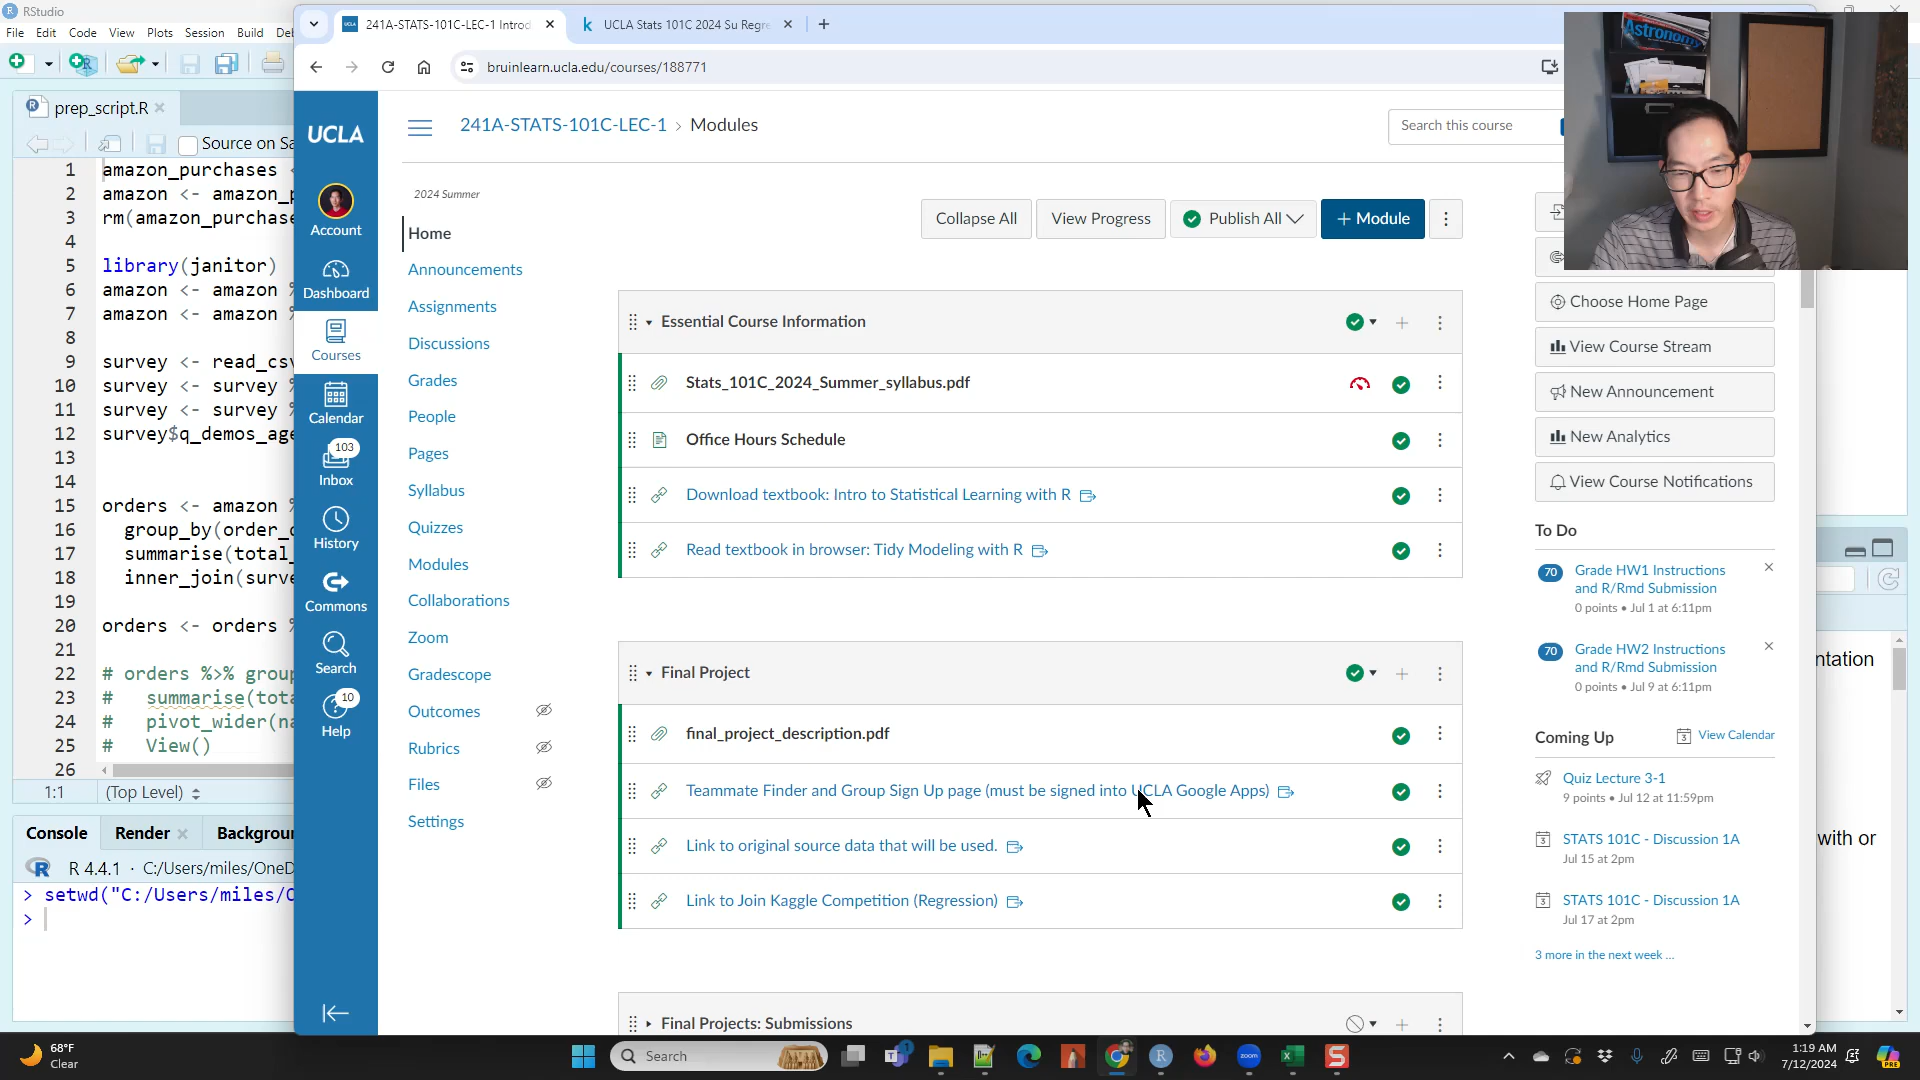 RStudio
File Edit Code View Plots Session Build
prep_script.R
Source on Sa
1 amazon_purchases
2 amazon <- amazon_p
3 rm(amazon_purchase
4
5 library(janitor)
6 amazon <- amazon %
7 amazon <- amazon %
8
9 survey <- read_csv
10 survey <- survey %
11 survey <- survey %
12 survey$q_demos_age
13
14
15 orders <- amazon %
16 group_by(order_
17 summarise(total_
18 inner_join(surve
19
20 orders <- orders %
21
22 # orders %>% group
23 # summarise(tota
24 # pivot_wider(na
25 # View()
26
1:1 (Top Level)
Console Render Backgroun
R 4.4.1 · C:/Users/miles/OneD
> setwd("C:/Users/miles/O
>
241A-STATS-101C-LEC-1 Introd
UCLA Stats 101C 2024 Su Regre
bruinlearn.ucla.edu/courses/188771
UCLA
Account
Dashboard
Courses
Calendar
103
Inbox
History
Commons
Search
10
Help
241A-STATS-101C-LEC-1 › Modules
Search this course
2024 Summer
Home
Announcements
Assignments
Discussions
Grades
People
Pages
Syllabus
Quizzes
Modules
Collaborations
Zoom
Gradescope
Outcomes
Rubrics
Files
Settings
Collapse All View Progress Publish All + Module
Essential Course Information
Stats_101C_2024_Summer_syllabus.pdf
Office Hours Schedule
Download textbook: Intro to Statistical Learning with R
Read textbook in browser: Tidy Modeling with R
Final Project
final_project_description.pdf
Teammate Finder and Group Sign Up page (must be signed into UCLA Google Apps)
Link to original source data that will be used.
Link to Join Kaggle Competition (Regression)
Final Projects: Submissions
Astronomy
Choose Home Page
View Course Stream
New Announcement
New Analytics
View Course Notifications
To Do
70
Grade HW1 Instructions
and R/Rmd Submission
0 points • Jul 1 at 6:11pm
70
Grade HW2 Instructions
and R/Rmd Submission
0 points • Jul 9 at 6:11pm
Coming Up
View Calendar
Quiz Lecture 3-1
9 points • Jul 12 at 11:59pm
STATS 101C - Discussion 1A
Jul 15 at 2pm
STATS 101C - Discussion 1A
Jul 17 at 2pm
3 more in the next week ...
ntation
with or
68°F
Clear
Search
1:19 AM
7/12/2024